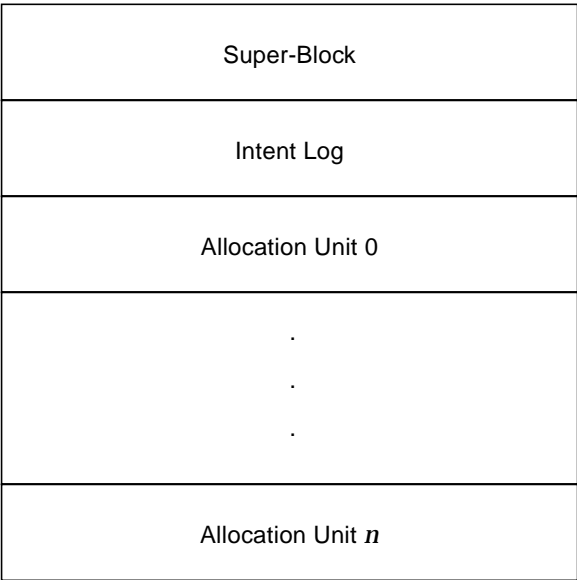 Super-Block
Intent Log
Allocation Unit 0
.
.
.
Allocation Unit n